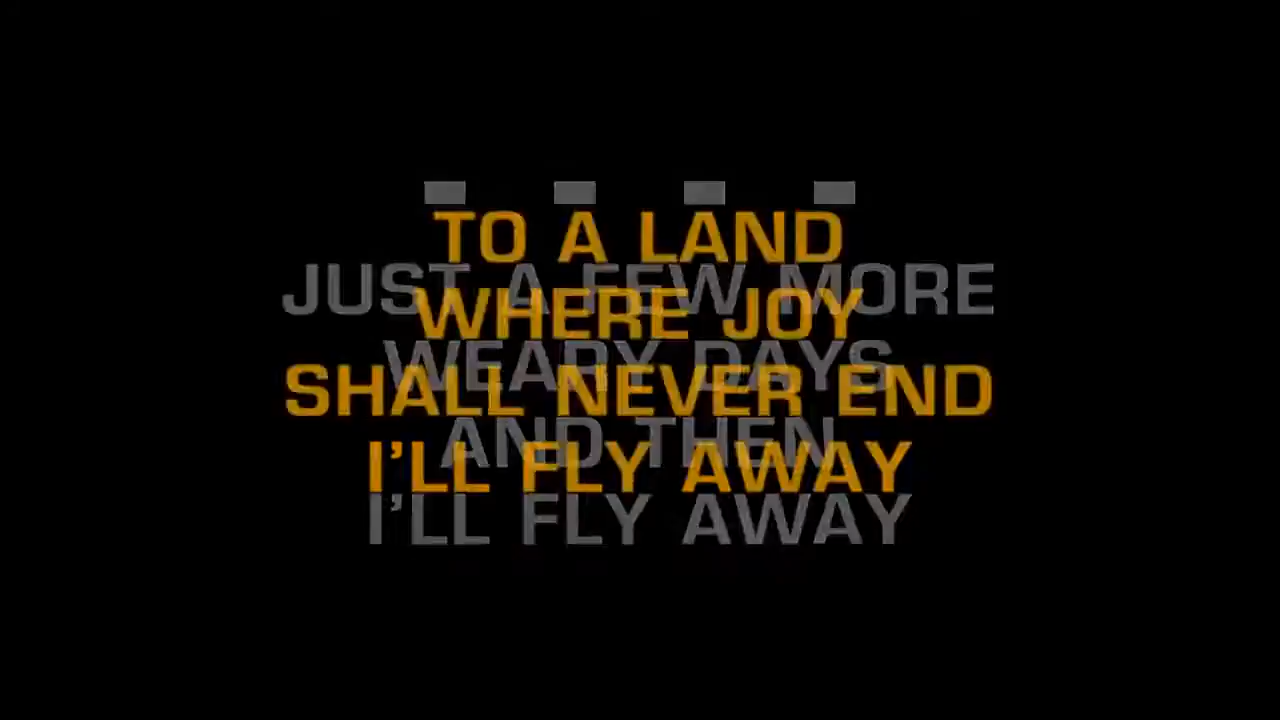 TO A LAND
JUST A FEW MORE
WHERE JOY
WEARY DAYS
SHALL NEVER END
AND THEN
I'LL FLY AWAY
I'LL FLY AWAY